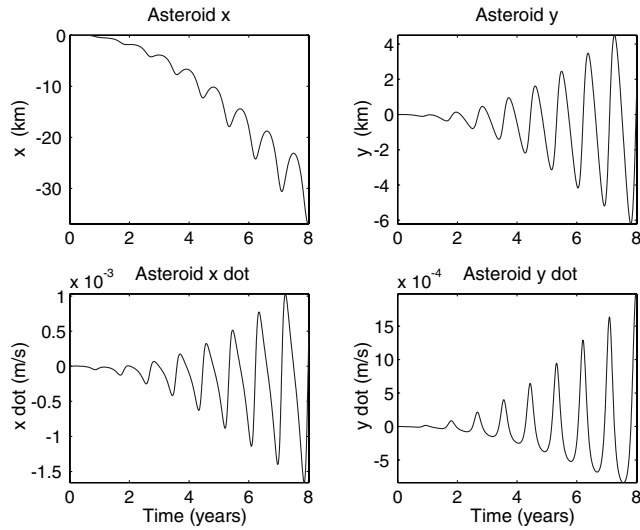 Asteroid x
Asteroid y
0
-10
-20
-30
x (km)
0 2 4 6 8
4
2
0
-2
-4
-6
y (km)
0 2 4 6 8
Asteroid x dot
x 10^-3
1
0.5
0
-0.5
-1
-1.5
x dot (m/s)
0 2 4 6 8
Time (years)
Asteroid y dot
x 10^-4
15
10
5
0
-5
y dot (m/s)
0 2 4 6 8
Time (years)